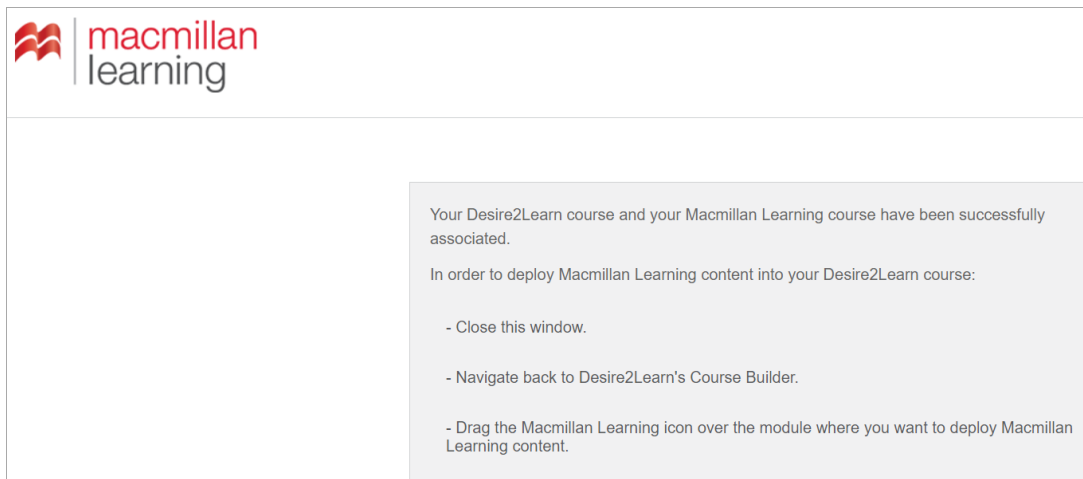 macmillan
learning
Your Desire2Learn course and your Macmillan Learning course have been successfully
associated.
In order to deploy Macmillan Learning content into your Desire2Learn course:
- Close this window.
- Navigate back to Desire2Learn's Course Builder.
- Drag the Macmillan Learning icon over the module where you want to deploy Macmillan
Learning content.